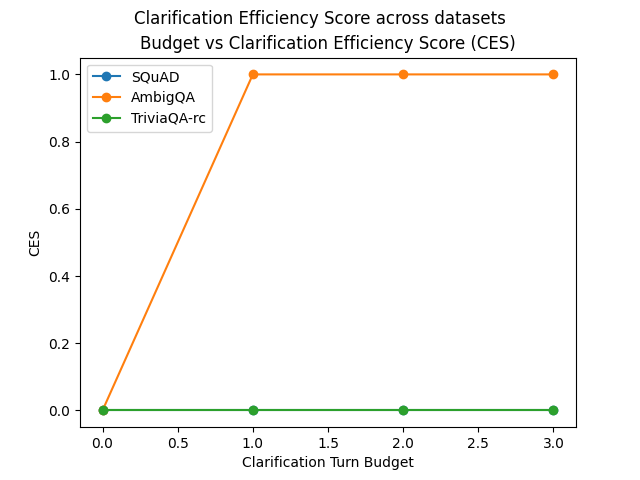 Clarification Efficiency Score across datasets
Budget vs Clarification Efficiency Score (CES)
SQuAD
AmbigQA
TriviaQA-rc
1.0
0.8
0.6
0.4
0.2
0.0
CES
0.0 0.5 1.0 1.5 2.0 2.5 3.0
Clarification Turn Budget